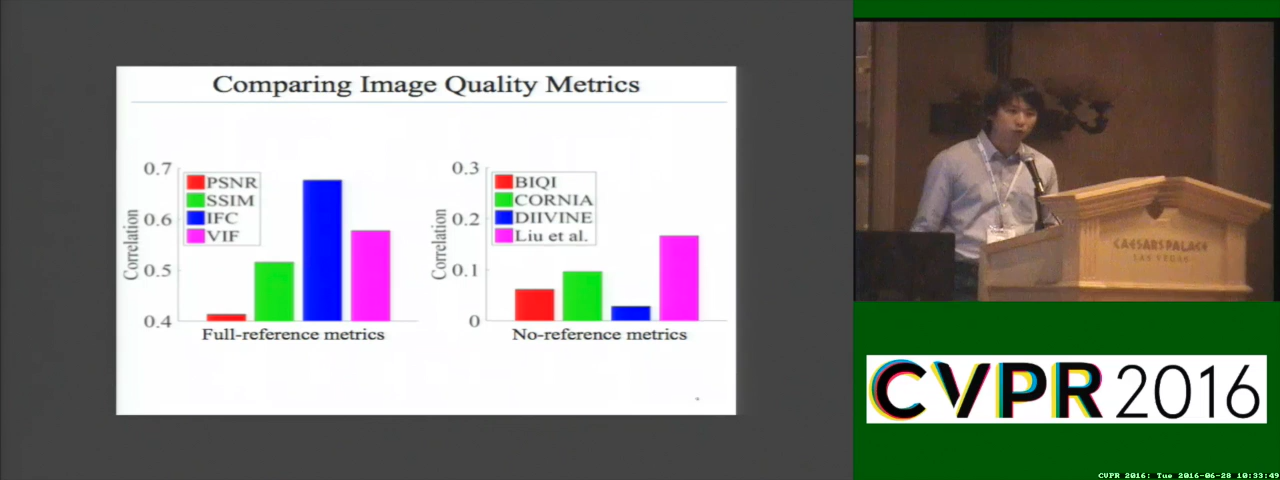 Comparing Image Quality Metrics
0.7
0.6
0.5
0.4
Correlation
PSNR
SSIM
IFC
VIF
Full-reference metrics
0.3
0.2
0.1
0
Correlation
BIQI
CORNIA
DIIVINE
Liu et al.
No-reference metrics
CAESARS PALACE
LAS VEGAS
CVPR 2016
CVPR 2016: Tue 2016-06-28 10:33:49